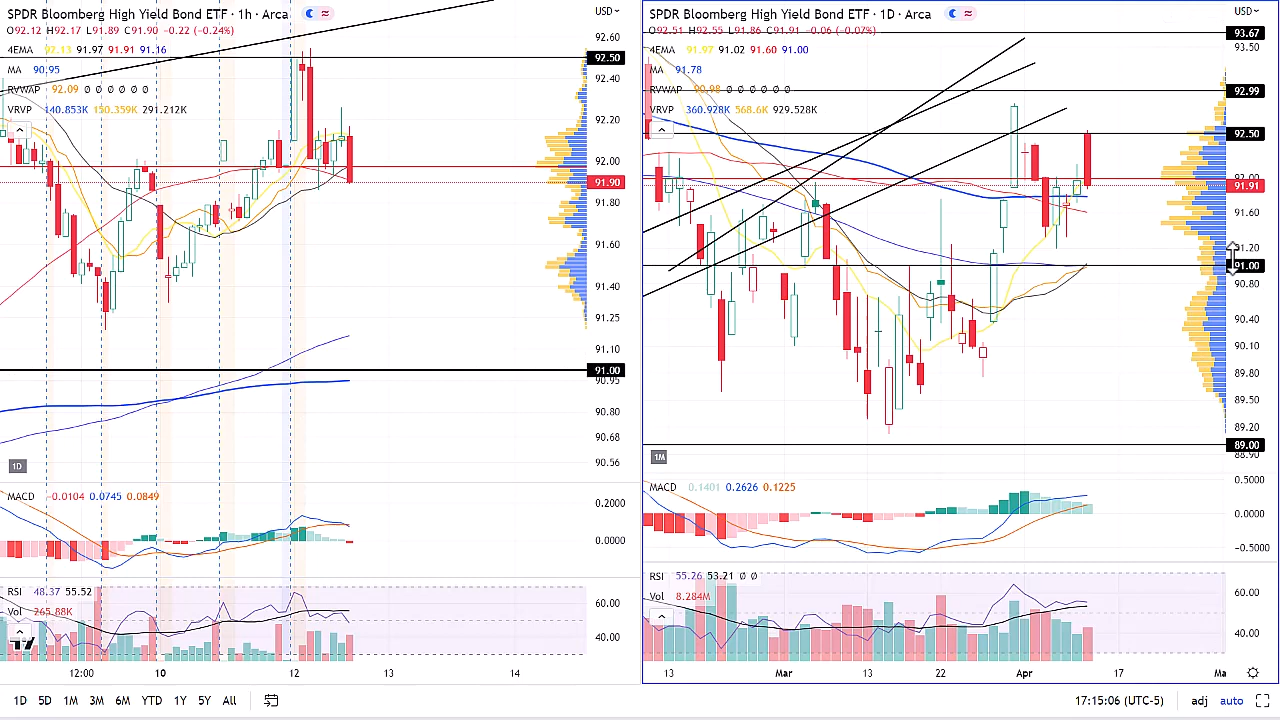 SPDR Bloomberg High Yield Bond ETF · 1h · Arca
O92.12 H92.17 L91.89 C91.90 −0.22 (−0.24%)
4EMA 92.13 91.97 91.91 91.16
MA 90.95
RVWAP 92.09 ∅ ∅ ∅ ∅ ∅ ∅
VRVP 140.853K 150.359K 291.212K
USD
92.60
92.50
92.40
92.20
92.00
91.90
91.80
91.60
91.40
91.25
91.10
91.00
90.95
90.80
90.68
90.56
1D
MACD −0.0104 0.0745 0.0849
0.2000
0.0000
RSI 48.37 55.52
Vol 265.88K
60.00
40.00
12:00 10 12 13 14
SPDR Bloomberg High Yield Bond ETF · 1D · Arca
O92.51 H92.55 L91.86 C91.91 −0.06 (−0.07%)
4EMA 91.97 91.02 91.60 91.00
MA 91.78
RVWAP 90.98 ∅ ∅ ∅ ∅ ∅ ∅
VRVP 360.928K 568.6K 929.528K
USD
93.67
93.50
92.99
92.50
92.00
91.91
91.60
91.20
91.00
90.80
90.40
90.10
89.80
89.50
89.20
89.00
88.90
1M
MACD 0.1401 0.2626 0.1225
0.5000
0.0000
−0.5000
RSI 55.26 53.21 ∅ ∅
Vol 8.284M
60.00
40.00
13 Mar 13 22 Apr 17 Ma
1D 5D 1M 3M 6M YTD 1Y 5Y All
17:15:06 (UTC-5) adj auto